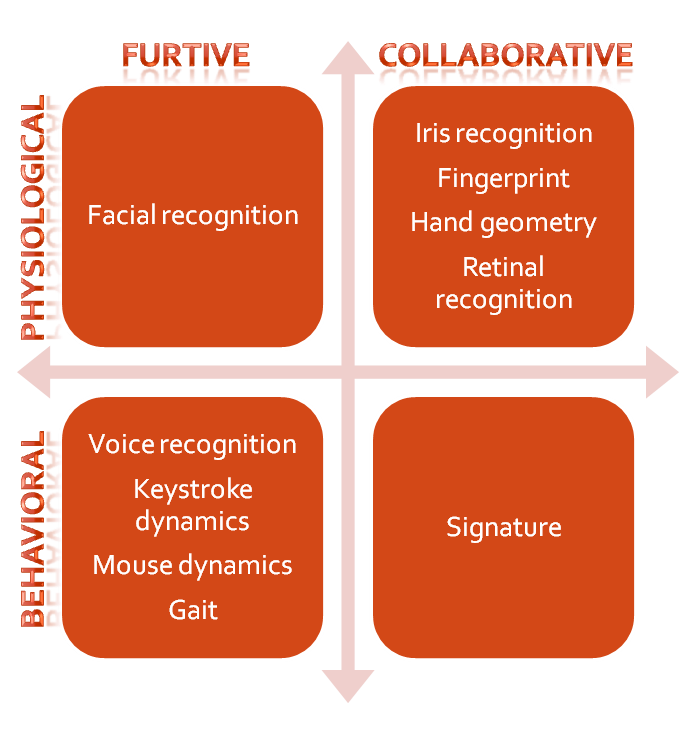 FURTIVE
COLLABORATIVE
PHYSIOLOGICAL
Facial recognition
Iris recognition
Fingerprint
Hand geometry
Retinal
recognition
BEHAVIORAL
Voice recognition
Keystroke
dynamics
Mouse dynamics
Gait
Signature